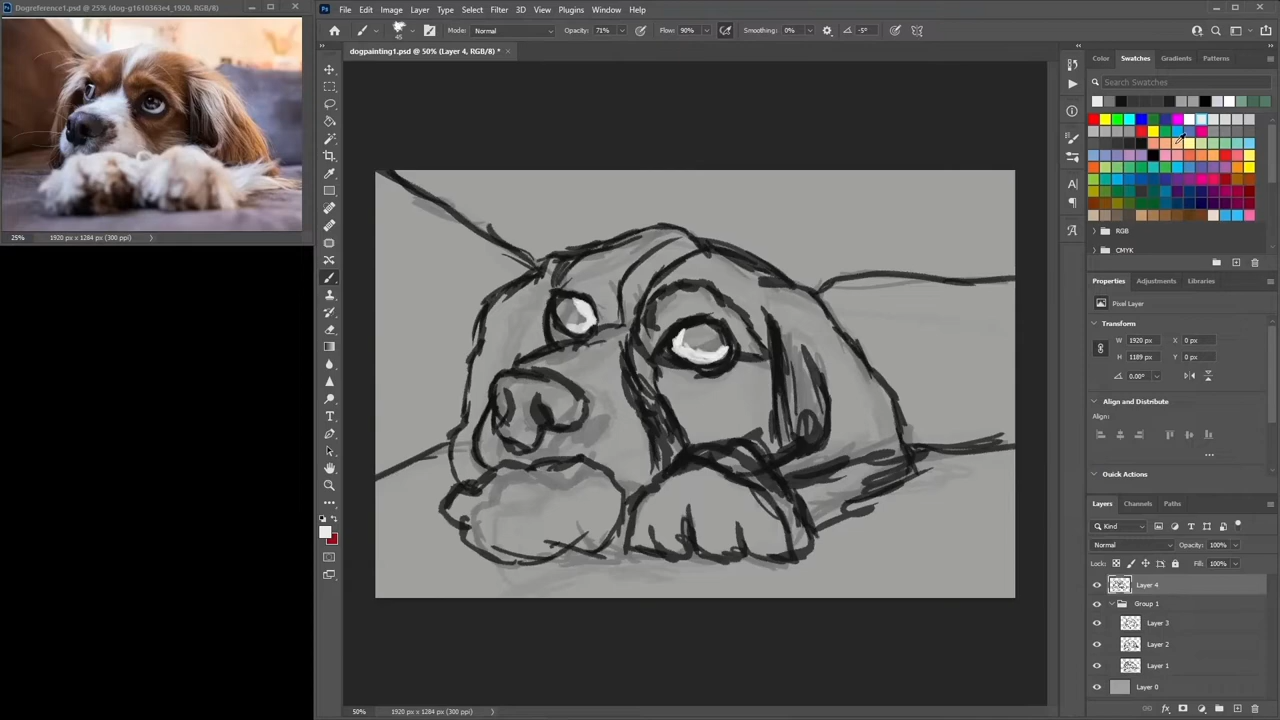 Dogreference1.psd @ 25% (Layer 1, RGB/8)
File Edit Image Layer Type Select Filter 3D View Plugins Window Help
45 Mode: Normal Opacity: 71% Flow: 90% Smoothing: 0% -5°
dogpainting1.psd @ 50% (Layer 4, RGB/8) *
Color Swatches Gradients Patterns
Search Swatches
RGB
CMYK
25% 1920 px x 1284 px (300 ppi)
Properties Adjustments Libraries
Pixel Layer
Transform
W 1920 px X 0 px
H 1189 px Y 0 px
0.00°
Align and Distribute
Align:
Quick Actions
Layers Channels Paths
Kind
Normal Opacity: 100%
Lock: Fill: 100%
Layer 4
Group 1
Layer 3
Layer 2
Layer 1
Layer 0
50% 1920 px x 1189 px (300 ppi)